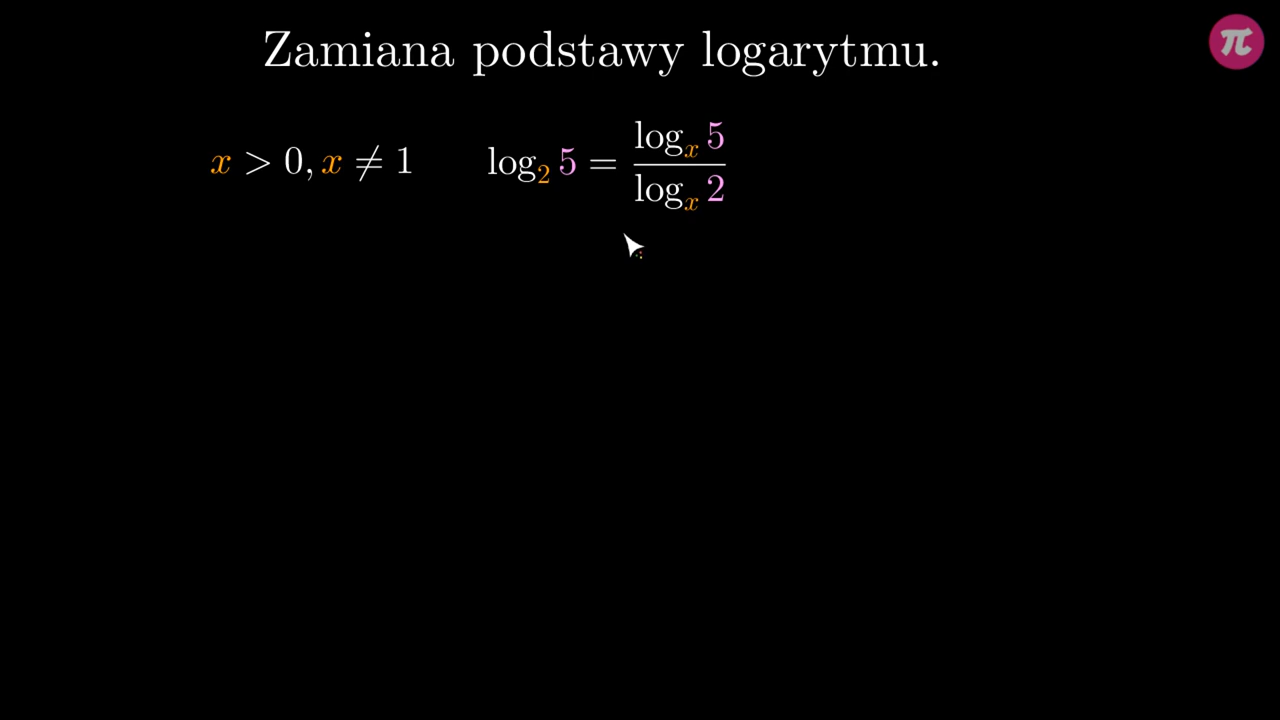 Zamiana podstawy logarytmu.
x > 0, x ≠ 1 log₂ 5 = logₓ 5 / logₓ 2
π